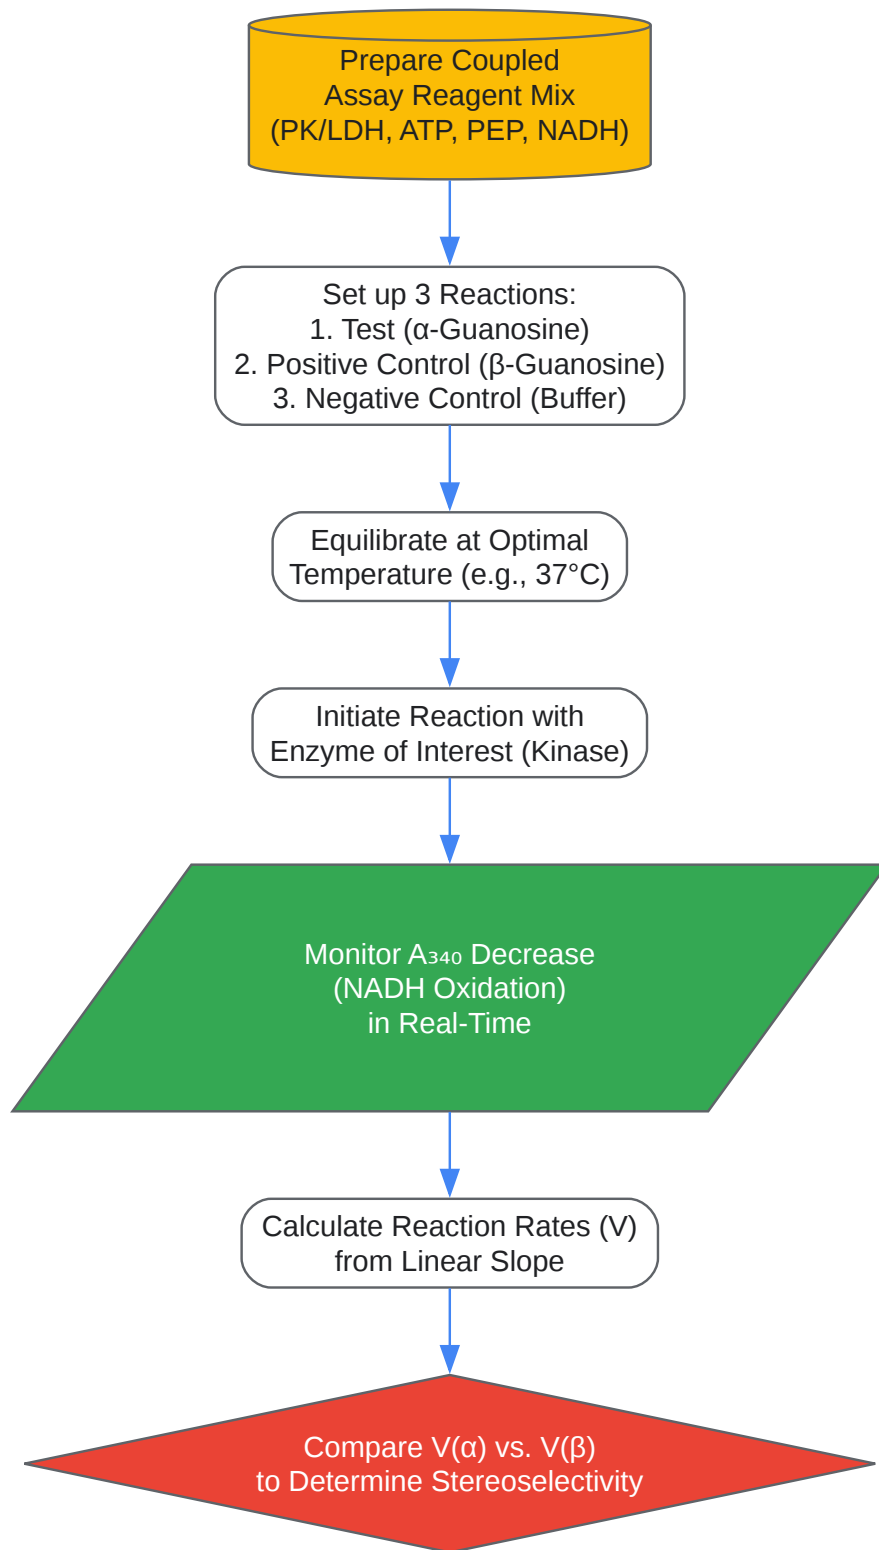 Prepare Coupled
Assay Reagent Mix
(PK/LDH, ATP, PEP, NADH)
Set up 3 Reactions:
1. Test (α-Guanosine)
2. Positive Control (β-Guanosine)
3. Negative Control (Buffer)
Equilibrate at Optimal
Temperature (e.g., 37°C)
Initiate Reaction with
Enzyme of Interest (Kinase)
Monitor A₃₄₀ Decrease
(NADH Oxidation)
in Real-Time
Calculate Reaction Rates (V)
from Linear Slope
Compare V(α) vs. V(β)
to Determine Stereoselectivity